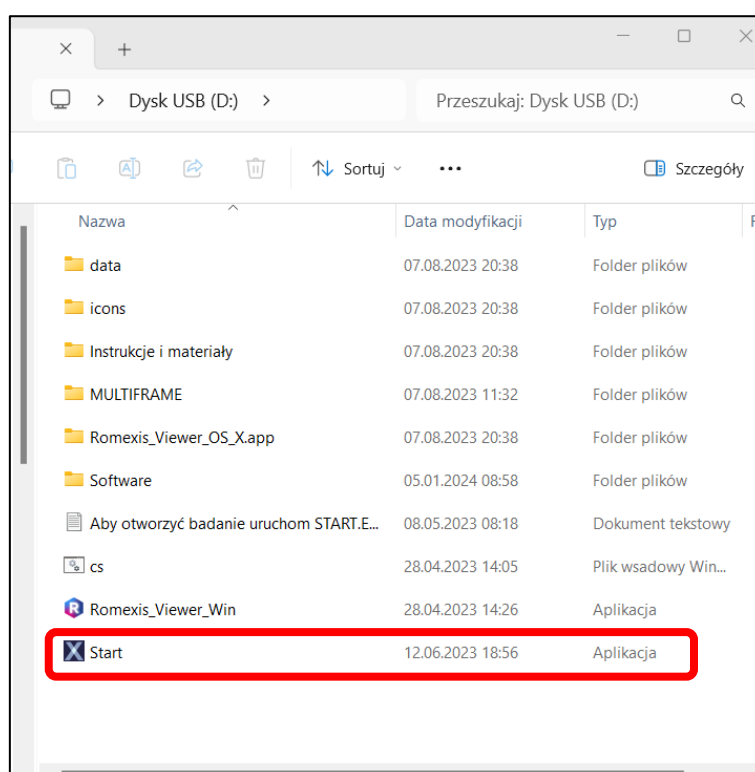 Dysk USB (D:)
Przeszukaj: Dysk USB (D:)
Sortuj
Szczegóły
Nazwa Data modyfikacji Typ
data 07.08.2023 20:38 Folder plików
icons 07.08.2023 20:38 Folder plików
Instrukcje i materiały 07.08.2023 20:38 Folder plików
MULTIFRAME 07.08.2023 11:32 Folder plików
Romexis_Viewer_OS_X.app 07.08.2023 20:38 Folder plików
Software 05.01.2024 08:58 Folder plików
Aby otworzyć badanie uruchom START.E... 08.05.2023 08:18 Dokument tekstowy
cs 28.04.2023 14:05 Plik wsadowy Win...
Romexis_Viewer_Win 28.04.2023 14:26 Aplikacja
Start 12.06.2023 18:56 Aplikacja